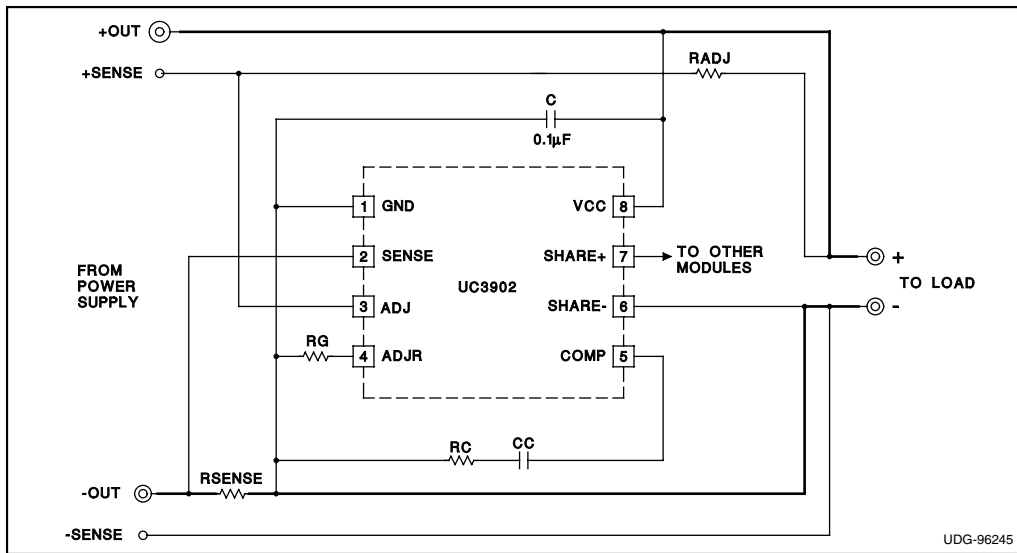 +OUT
+SENSE
RADJ
C
0.1µF
1 GND
VCC 8
2 SENSE
SHARE+ 7
TO OTHER
MODULES
+
FROM
POWER
SUPPLY
UC3902
TO LOAD
3 ADJ
SHARE- 6
-
RG
4 ADJR
COMP 5
RC
CC
RSENSE
-OUT
-SENSE
UDG-96245